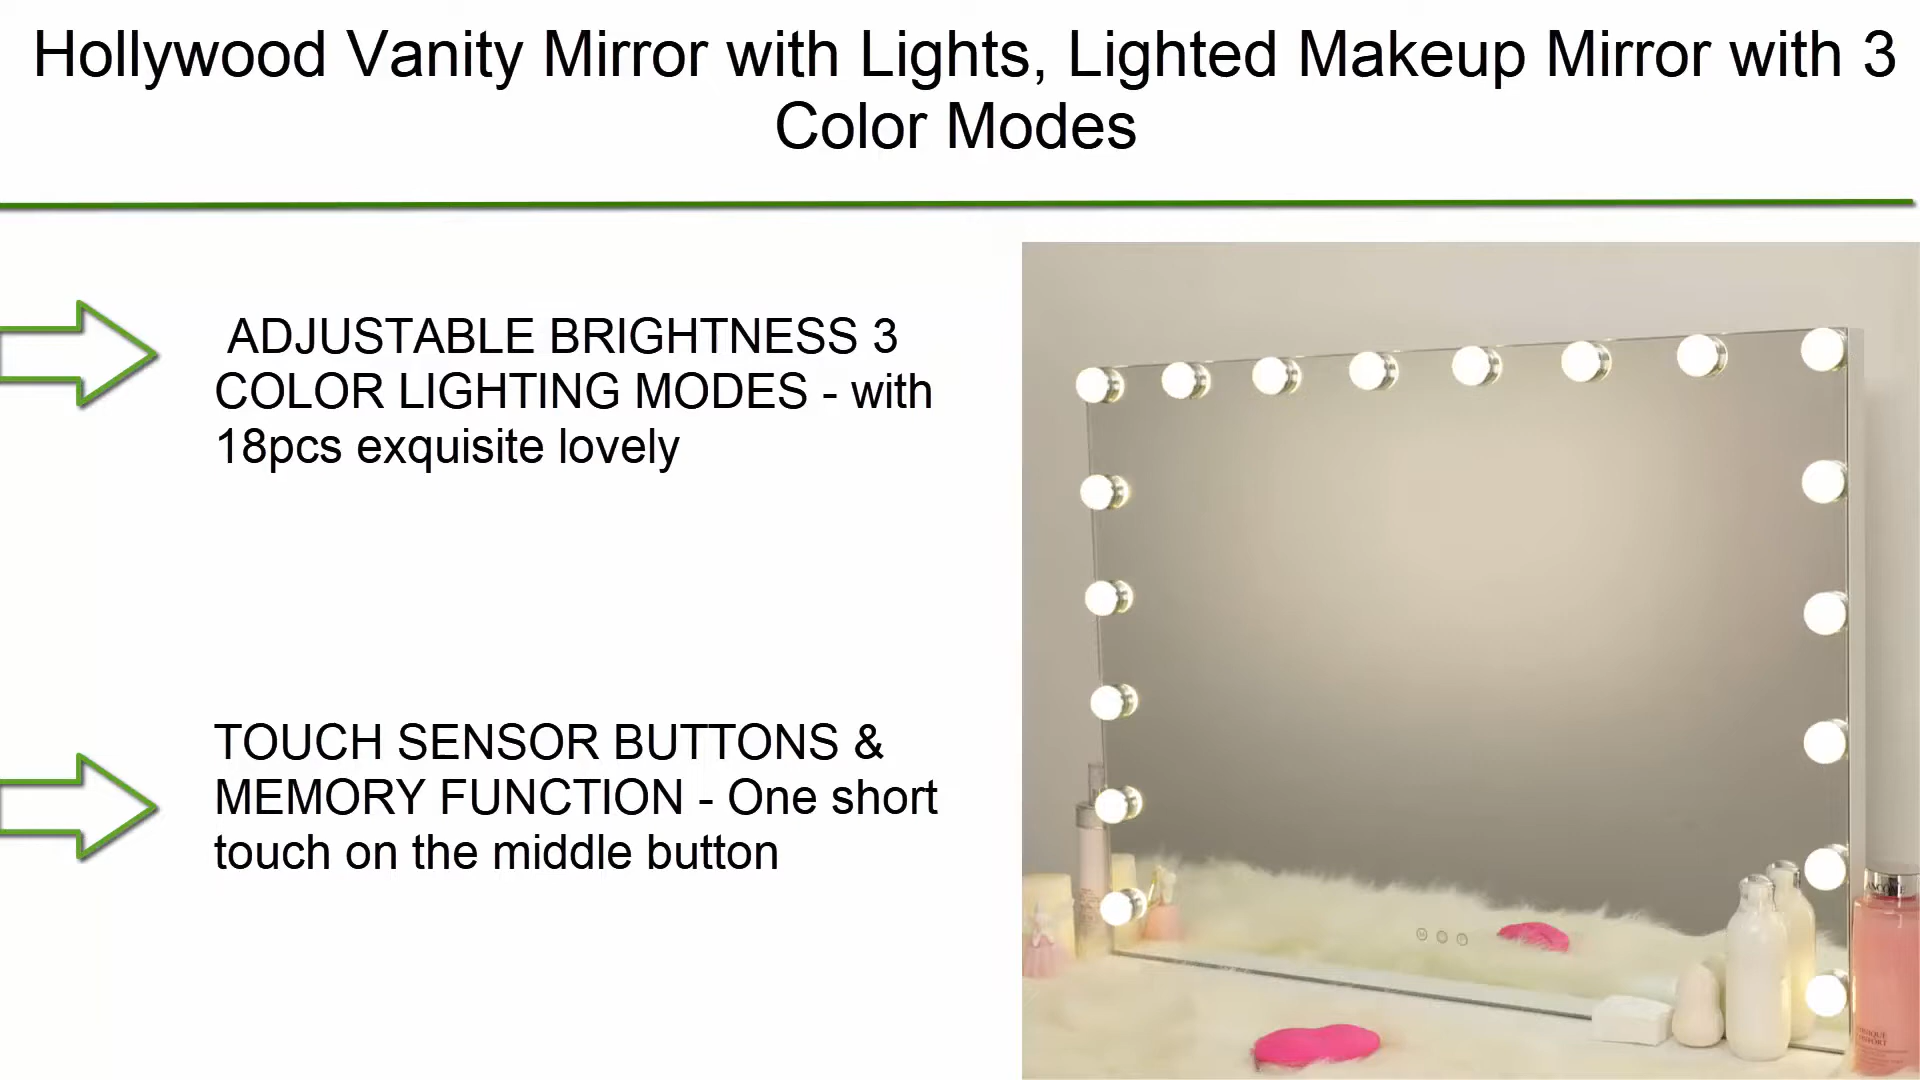 Hollywood Vanity Mirror with Lights, Lighted Makeup Mirror with 3
Color Modes
ADJUSTABLE BRIGHTNESS 3
COLOR LIGHTING MODES - with
18pcs exquisite lovely
TOUCH SENSOR BUTTONS &
MEMORY FUNCTION - One short
touch on the middle button